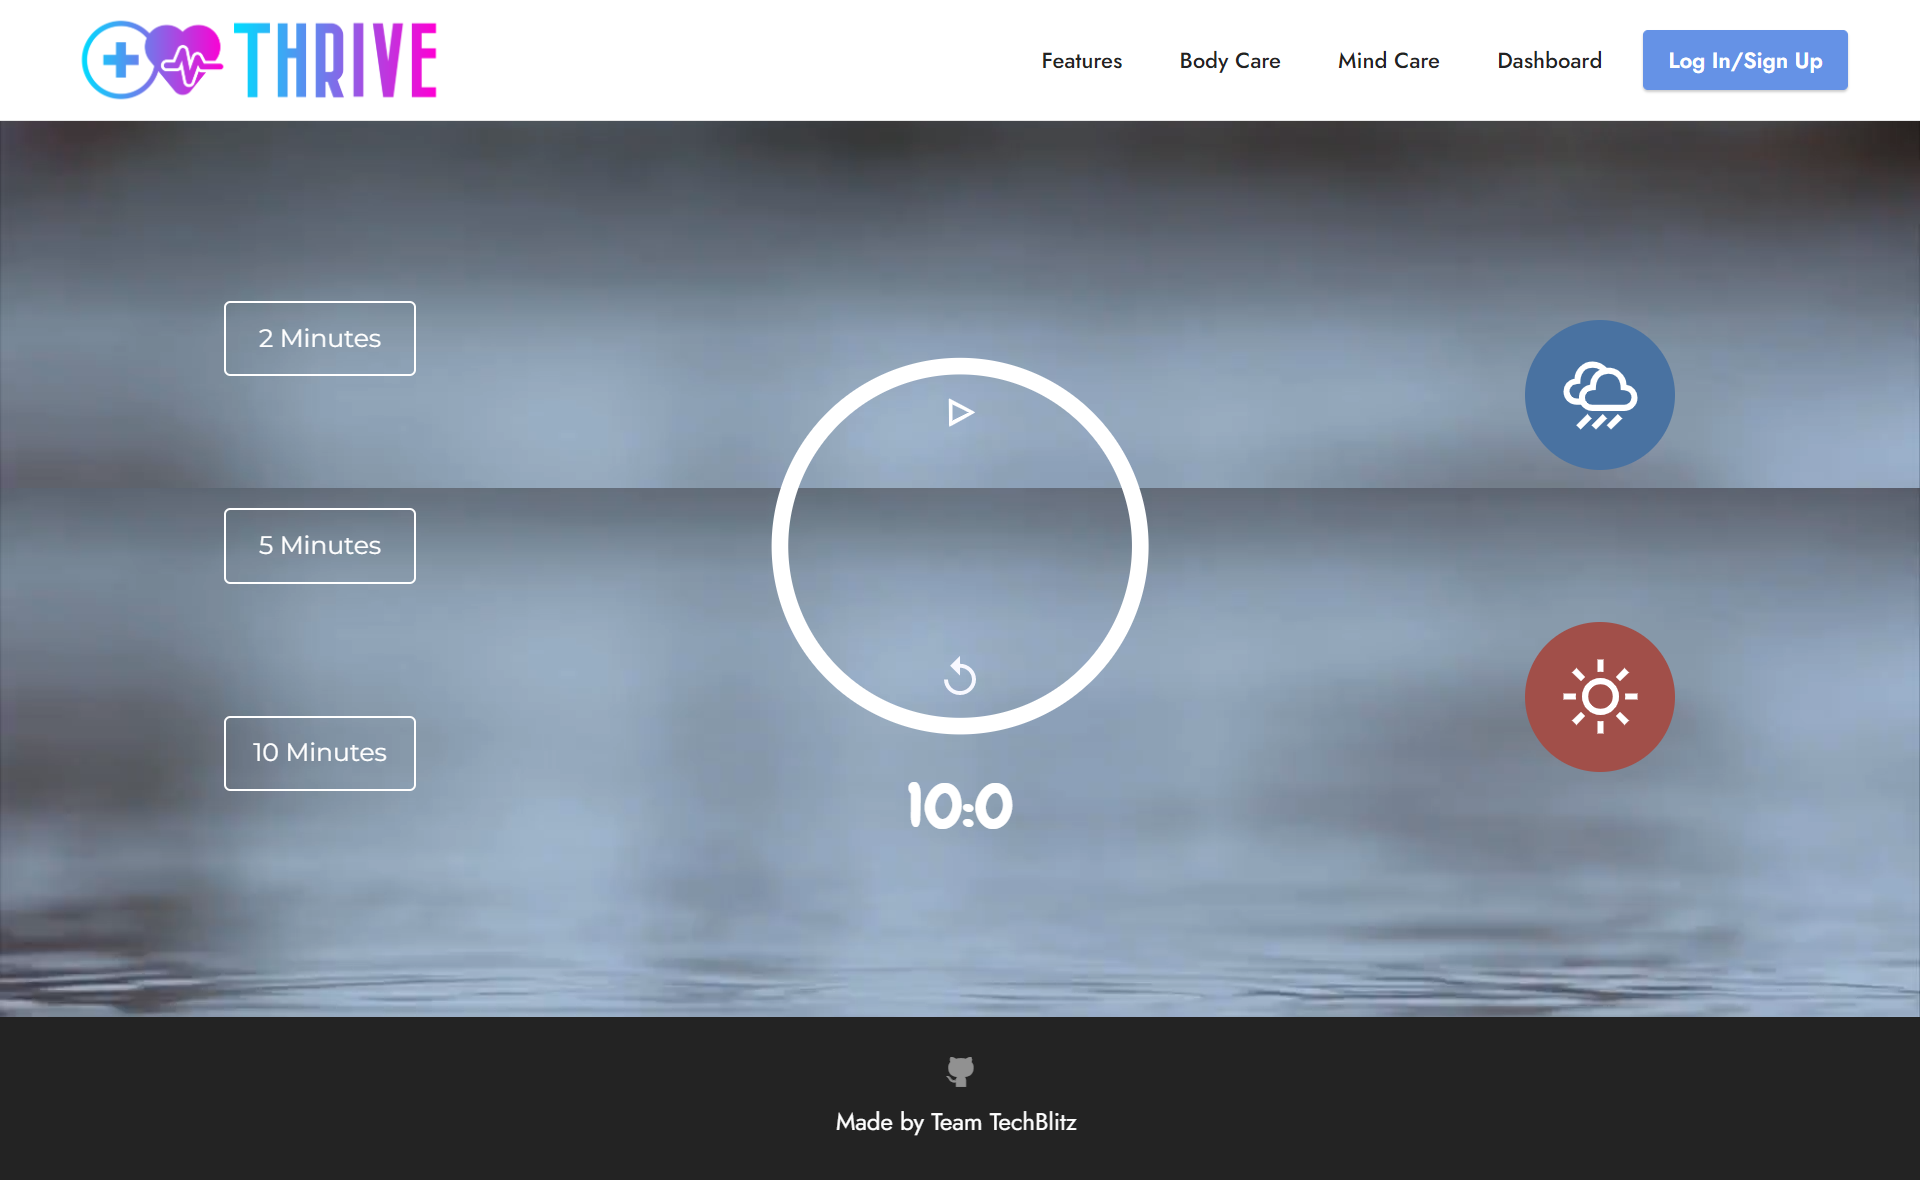 THRIVE
Features
Body Care
Mind Care
Dashboard
Log In/Sign Up
2 Minutes
5 Minutes
10 Minutes
10:0
Made by Team TechBlitz